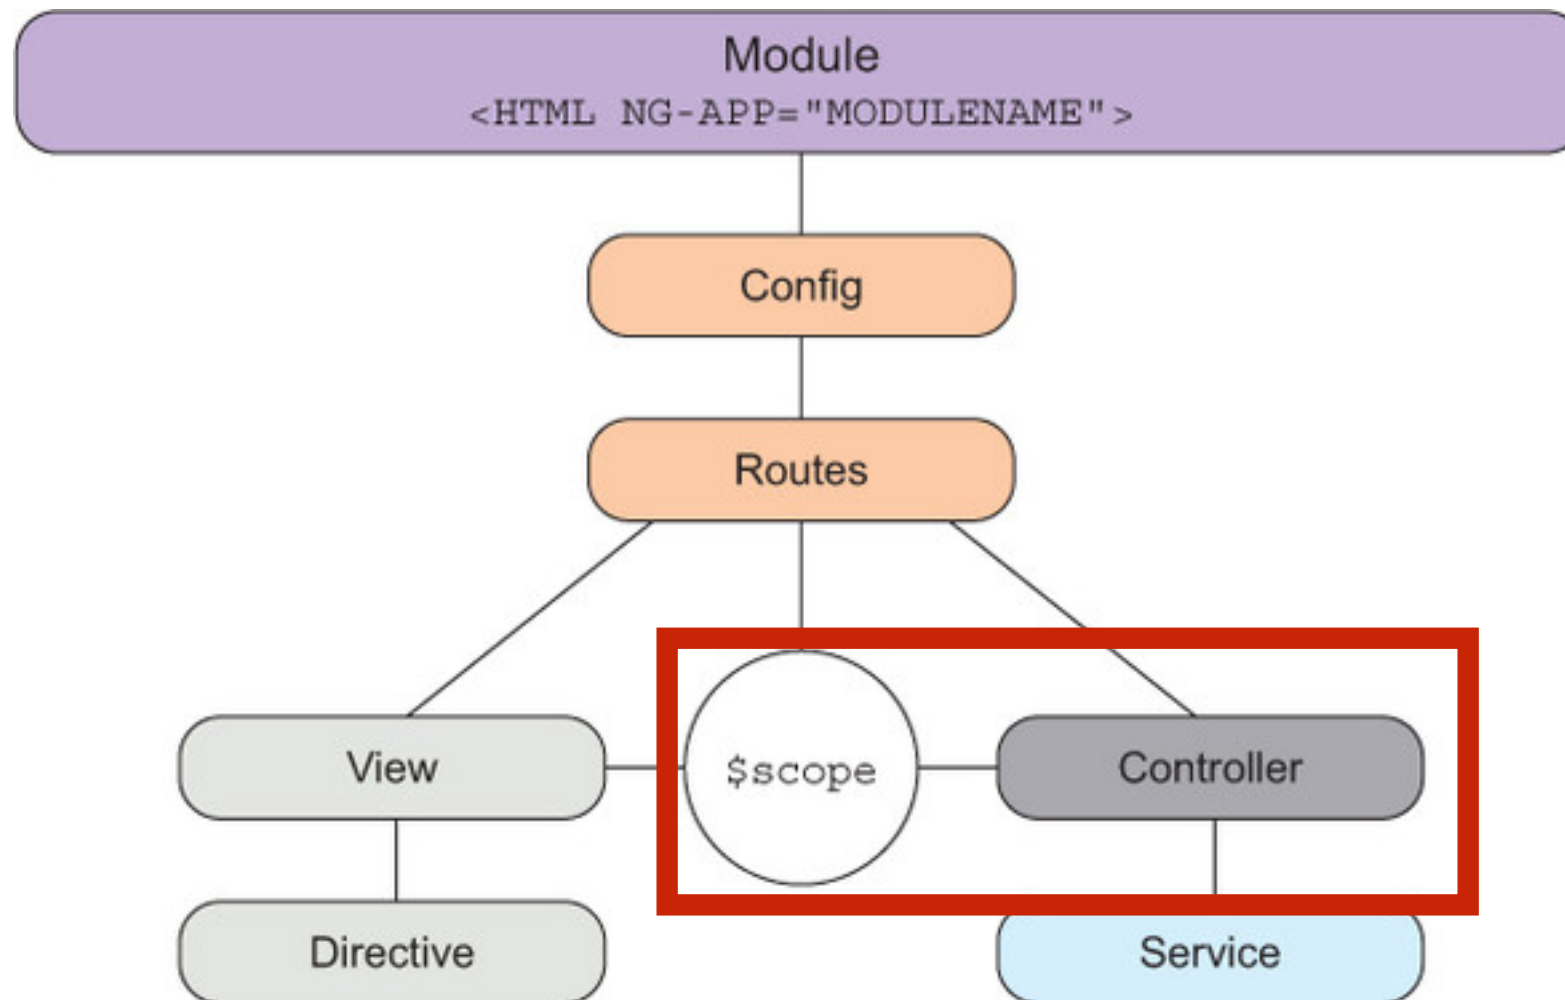 Module
<HTML NG-APP="MODULENAME">
Config
Routes
View
$scope
Controller
Directive
Service